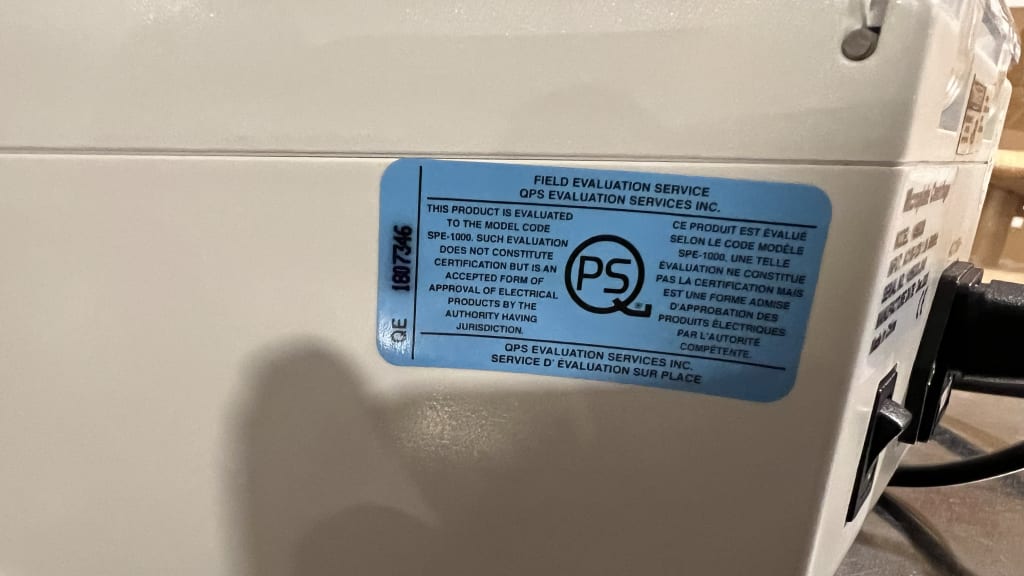 FIELD EVALUATION SERVICE
QPS EVALUATION SERVICES INC.
QE 1807346
THIS PRODUCT IS EVALUATED
TO THE MODEL CODE
SPE-1000. SUCH EVALUATION
DOES NOT CONSTITUTE
CERTIFICATION BUT IS AN
ACCEPTED FORM OF
APPROVAL OF ELECTRICAL
PRODUCTS BY THE
AUTHORITY HAVING
JURISDICTION.
QPS
CE PRODUIT EST ÉVALUÉ
SELON LE CODE MODÈLE
SPE-1000. UNE TELLE
ÉVALUATION NE CONSTITUE
PAS LA CERTIFICATION MAIS
EST UNE FORME ADMISE
D'APPROBATION DES
PRODUITS ÉLECTRIQUES
PAR L'AUTORITÉ
COMPÉTENTE.
QPS EVALUATION SERVICES INC.
SERVICE D' ÉVALUATION SUR PLACE